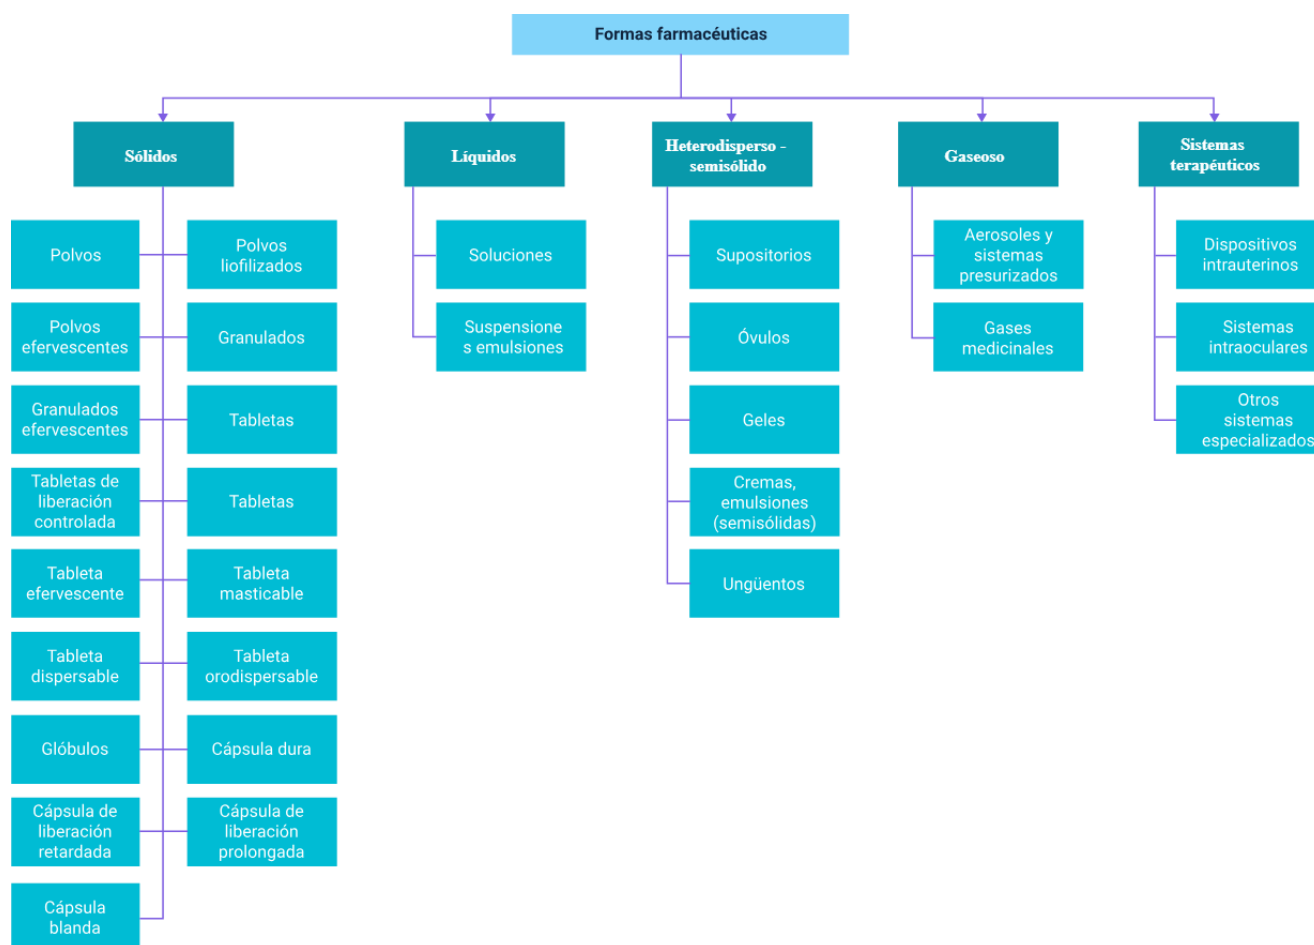 Formas farmacéuticas
Sólidos
Líquidos
Heterodisperso -
semisólido
Gaseoso
Sistemas
terapéuticos
Polvos
Polvos
liofilizados
Polvos
efervescentes
Granulados
Granulados
efervescentes
Tabletas
Tabletas de
liberación
controlada
Tabletas
Tableta
efervescente
Tableta
masticable
Tableta
dispersable
Tableta
orodispersable
Glóbulos
Cápsula dura
Cápsula de
liberación
retardada
Cápsula de
liberación
prolongada
Cápsula
blanda
Soluciones
Suspensione
s emulsiones
Supositorios
Óvulos
Geles
Cremas,
emulsiones
(semisólidas)
Ungüentos
Aerosoles y
sistemas
presurizados
Gases
medicinales
Dispositivos
intrauterinos
Sistemas
intraoculares
Otros
sistemas
especializados